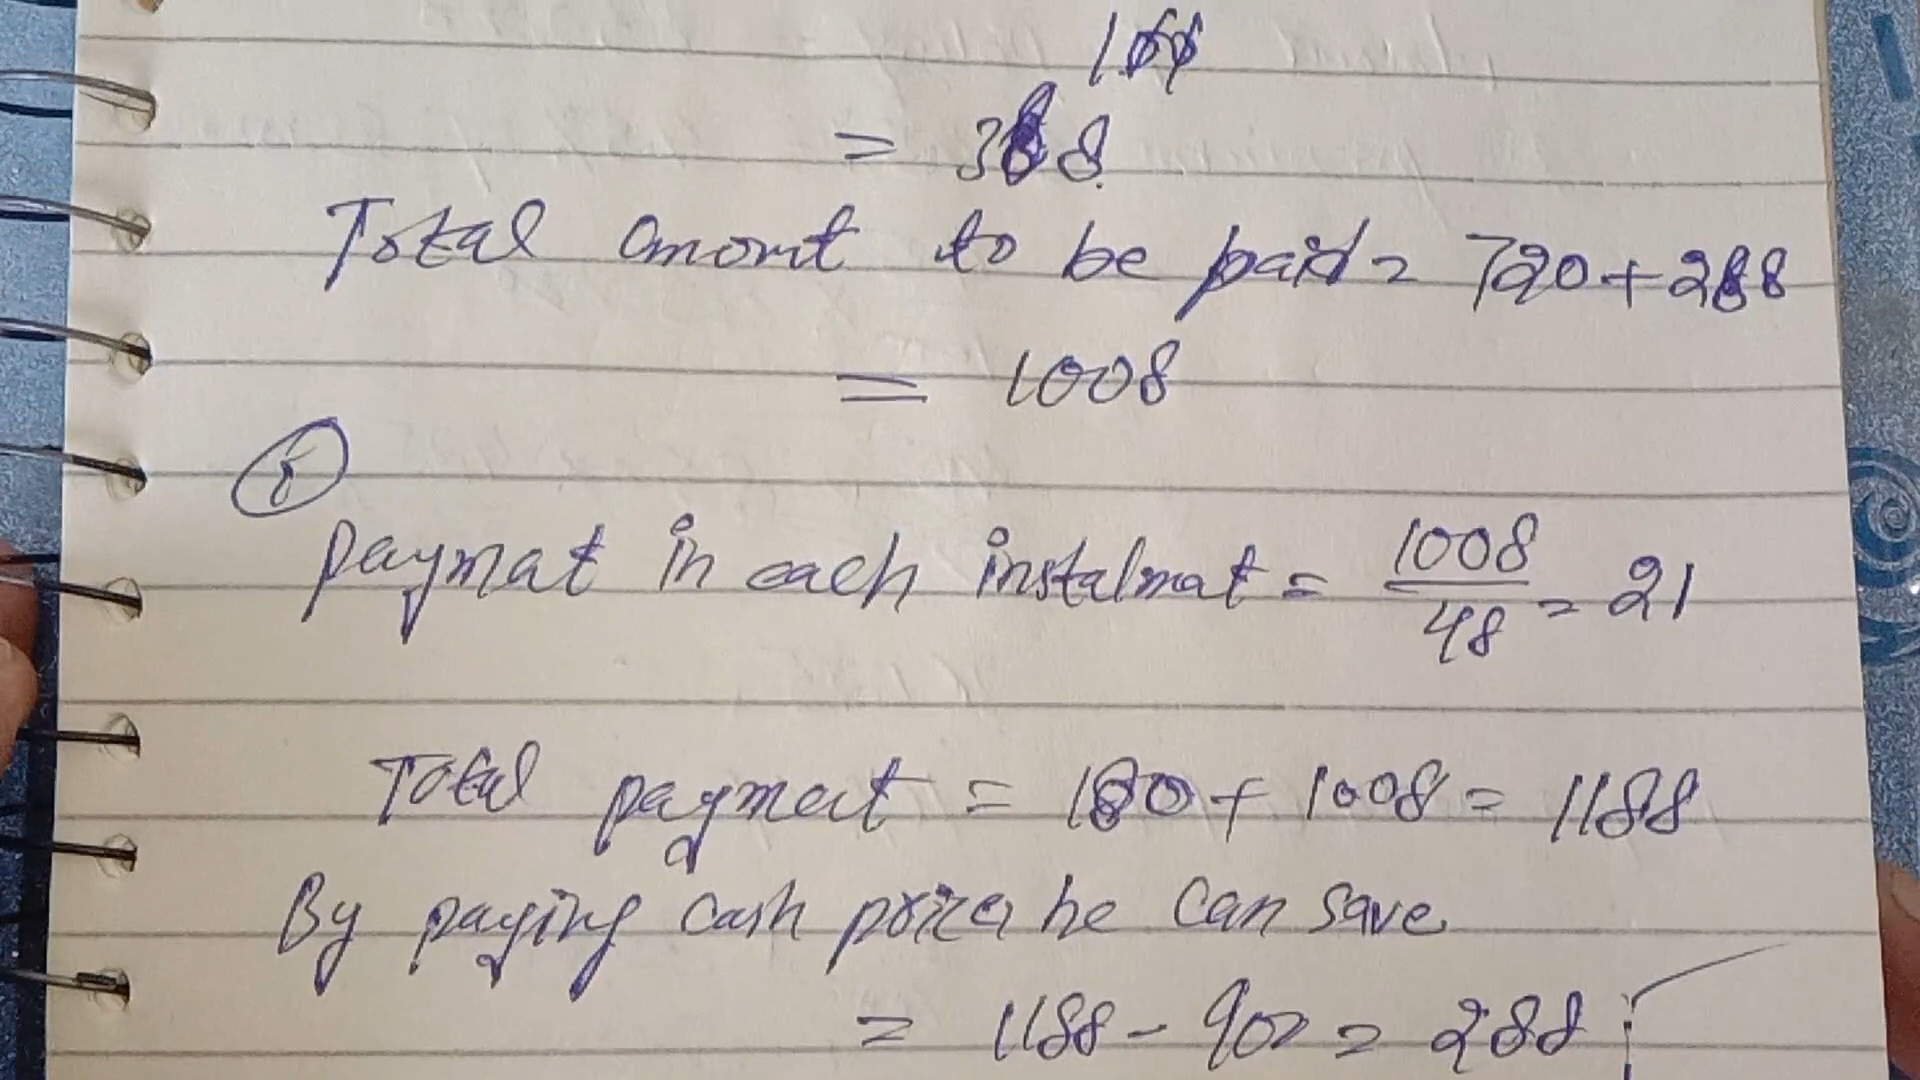 100
= 388
Total amont to be paid = 720 + 288
= 1008
Paymat in each instalmat = 1008/48 = 21
Total paymect = 180 + 1008 = 1188
By paying cash price he can save
= 1188 - 900 = 288